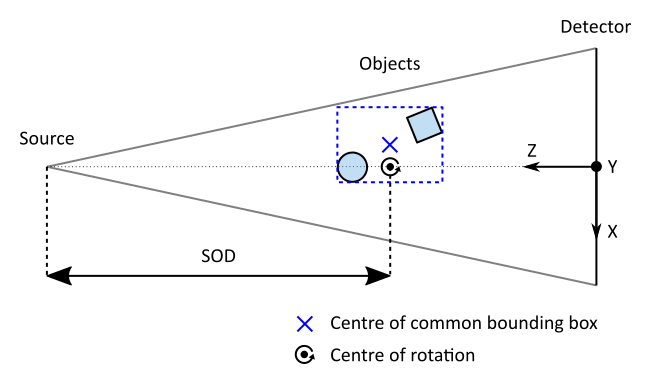 Detector
Objects
Source
Z
Y
X
SOD
Centre of common bounding box
Centre of rotation